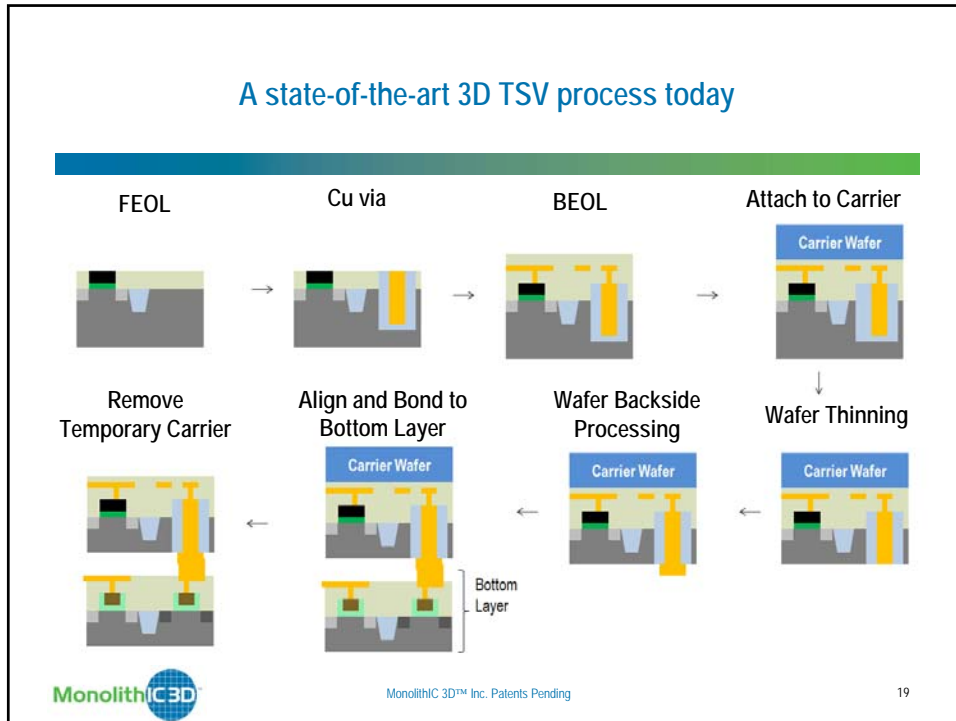 A state-of-the-art 3D TSV process today
FEOL
Cu via
BEOL
Attach to Carrier
Carrier Wafer
Wafer Thinning
Carrier Wafer
Wafer Backside
Processing
Carrier Wafer
Align and Bond to
Bottom Layer
Carrier Wafer
Bottom
Layer
Remove
Temporary Carrier
MonolithIC 3D
MonolithIC 3D™ Inc. Patents Pending
19